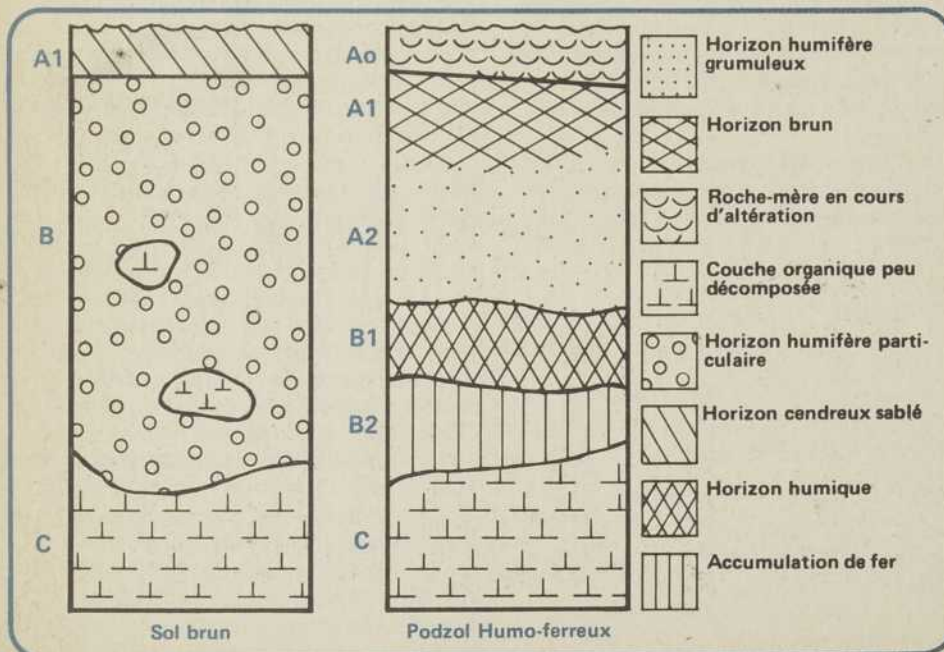 A1
B
C
Sol brun
Ao
A1
A2
B1
B2
C
Podzol Humo-ferreux
Horizon humifère
grumuleux
Horizon brun
Roche-mère en cours
d'altération
Couche organique peu
décomposée
Horizon humifère parti-
culaire
Horizon cendreux sablé
Horizon humique
Accumulation de fer